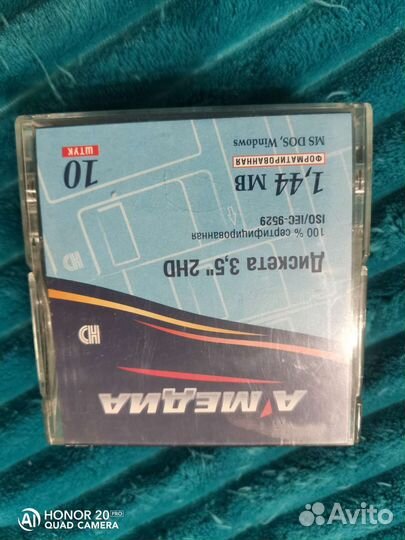 А'МЕДИА
HD
Дискета 3,5" 2HD
100 % сертифицированная
ISO/IEC-9529
1,44 MB
ФОРМАТИРОВАННАЯ
MS DOS, Windows
10
ШТУК
HONOR 20 PRO
AI QUAD CAMERA
Avito